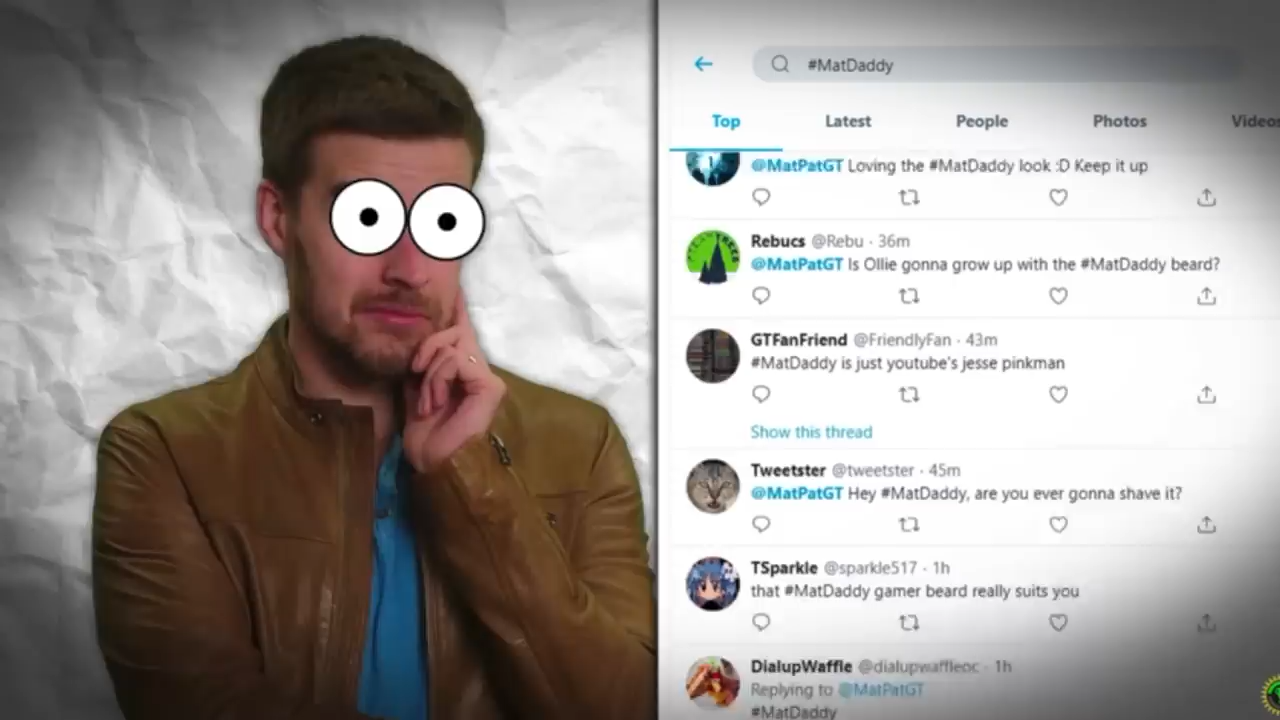 #MatDaddy
Top Latest People Photos Videos
@MatPatGT Loving the #MatDaddy look :D Keep it up
Rebucs @Rebu · 36m
@MatPatGT Is Ollie gonna grow up with the #MatDaddy beard?
GTFanFriend @FriendlyFan · 43m
#MatDaddy is just youtube's jesse pinkman
Show this thread
Tweetster @tweetster · 45m
@MatPatGT Hey #MatDaddy, are you ever gonna shave it?
TSparkle @sparkle517 · 1h
that #MatDaddy gamer beard really suits you
DialupWaffle @dialupwaffleoc · 1h
Replying to @MatPatGT
#MatDaddy